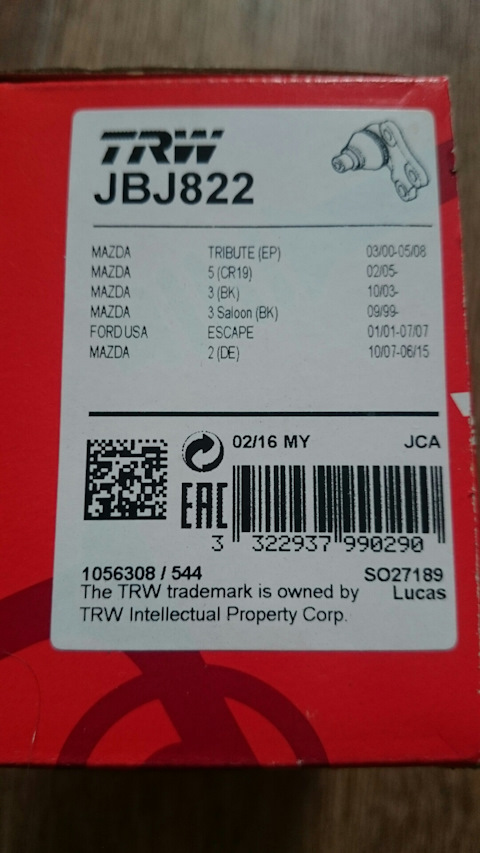 TRW
JBJ822
MAZDA TRIBUTE (EP) 03/00-05/08
MAZDA 5 (CR19) 02/05-
MAZDA 3 (BK) 10/03-
MAZDA 3 Saloon (BK) 09/99-
FORD USA ESCAPE 01/01-07/07
MAZDA 2 (DE) 10/07-06/15
02/16 MY JCA
EAC
3 322937 990290
1056308 / 544 SO27189
The TRW trademark is owned by Lucas
TRW Intellectual Property Corp.